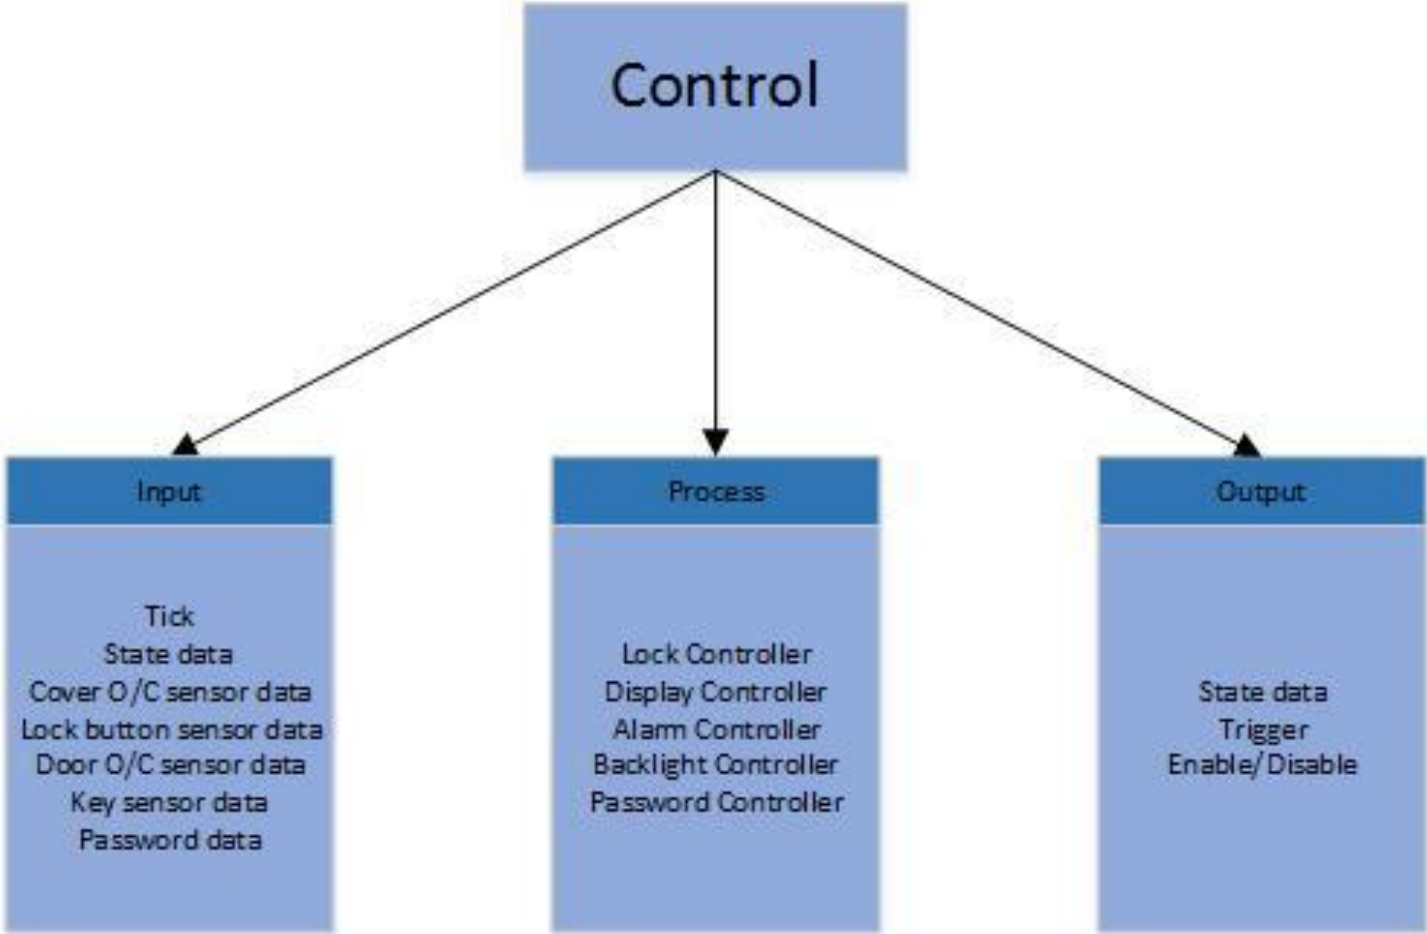 Control
Input
Tick
State data
Cover O/C sensor data
Lock button sensor data
Door O/C sensor data
Key sensor data
Password data
Process
Lock Controller
Display Controller
Alarm Controller
Backlight Controller
Password Controller
Output
State data
Trigger
Enable/Disable